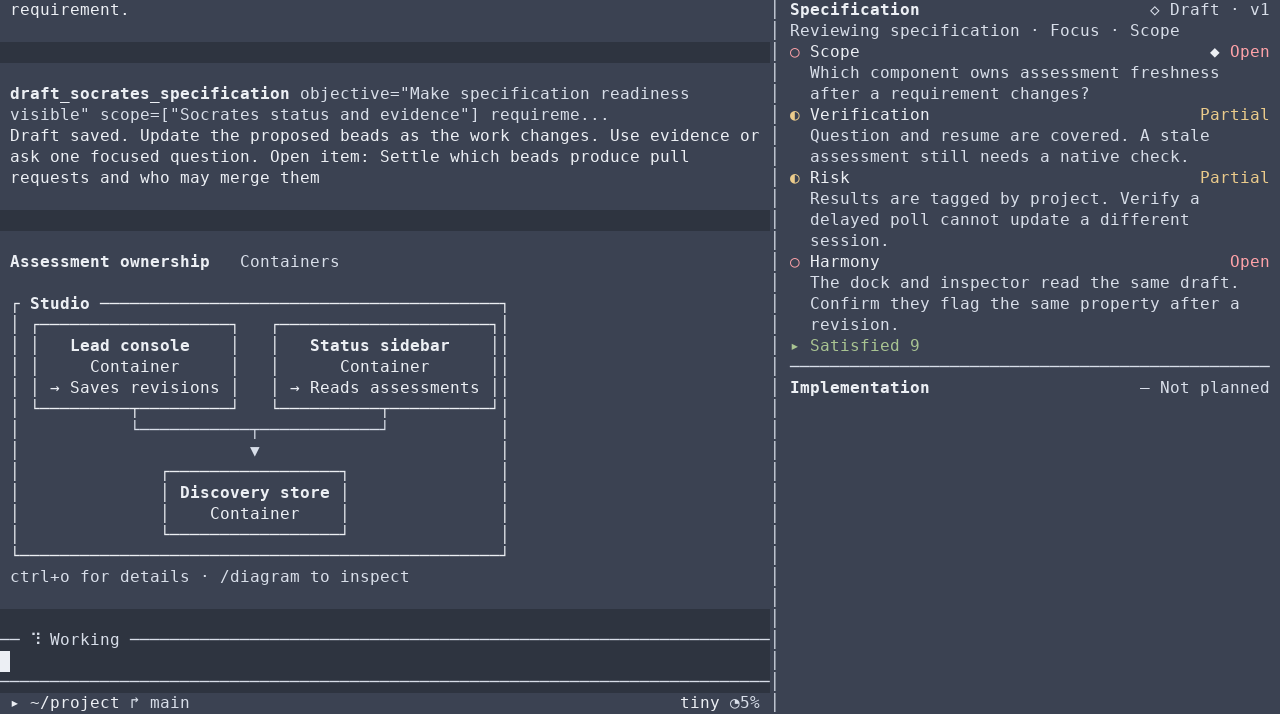 requirement.
draft_socrates_specification objective="Make specification readiness
visible" scope=["Socrates status and evidence"] requireme...
Draft saved. Update the proposed beads as the work changes. Use evidence or
ask one focused question. Open item: Settle which beads produce pull
requests and who may merge them
Assessment ownership   Containers
Studio
Lead console   Status sidebar
Container   Container
→ Saves revisions   → Reads assessments
▼
Discovery store
Container
ctrl+o for details · /diagram to inspect
⠹ Working
▸ ~/project ↱ main   tiny ◔5%
Specification   ◇ Draft · v1
Reviewing specification · Focus · Scope
○ Scope   ◆ Open
Which component owns assessment freshness
after a requirement changes?
◐ Verification   Partial
Question and resume are covered. A stale
assessment still needs a native check.
◐ Risk   Partial
Results are tagged by project. Verify a
delayed poll cannot update a different
session.
○ Harmony   Open
The dock and inspector read the same draft.
Confirm they flag the same property after a
revision.
▸ Satisfied 9
Implementation   — Not planned